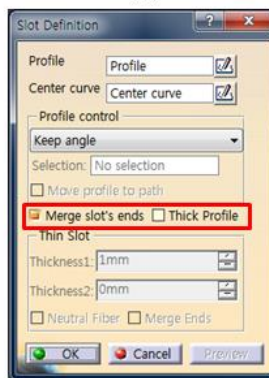 Slot Definition
Profile Profile
Center curve Center curve
Profile control
Keep angle
Selection: No selection
Move profile to path
Merge slot's ends Thick Profile
Thin Slot
Thickness1: 1mm
Thickness2: 0mm
Neutral Fiber Merge Ends
OK Cancel Preview